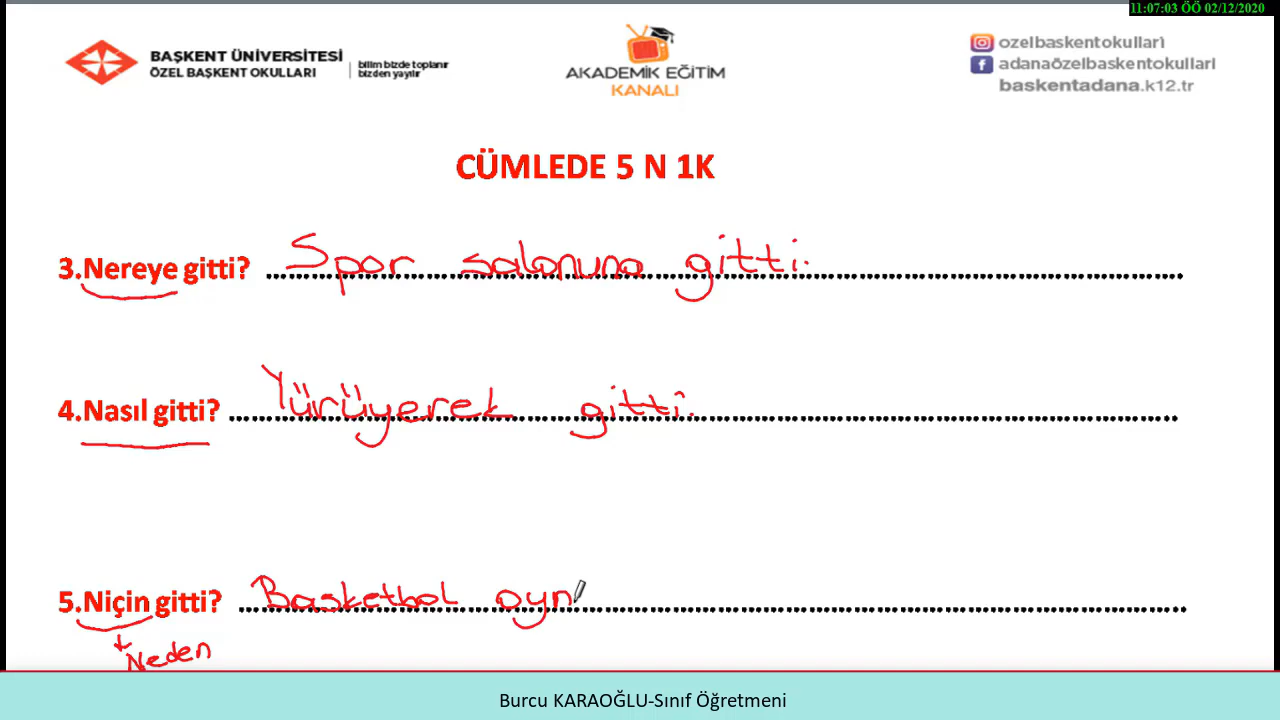 11:07:03 ÖÖ 02/12/2020
BAŞKENT ÜNİVERSİTESİ
ÖZEL BAŞKENT OKULLARI
bilim bizde toplanır
bizden yayılır
AKADEMİK EĞİTİM
KANALI
ozelbaskentokulları
adanaözelbaskentokullari
baskentadana.k12.tr
CÜMLEDE 5 N 1K
3.Nereye gitti? Spor salonuna gitti.
4.Nasıl gitti? Yürüyerek gitti.
5.Niçin gitti? Basketbol oyn
Neden
Burcu KARAOĞLU-Sınıf Öğretmeni